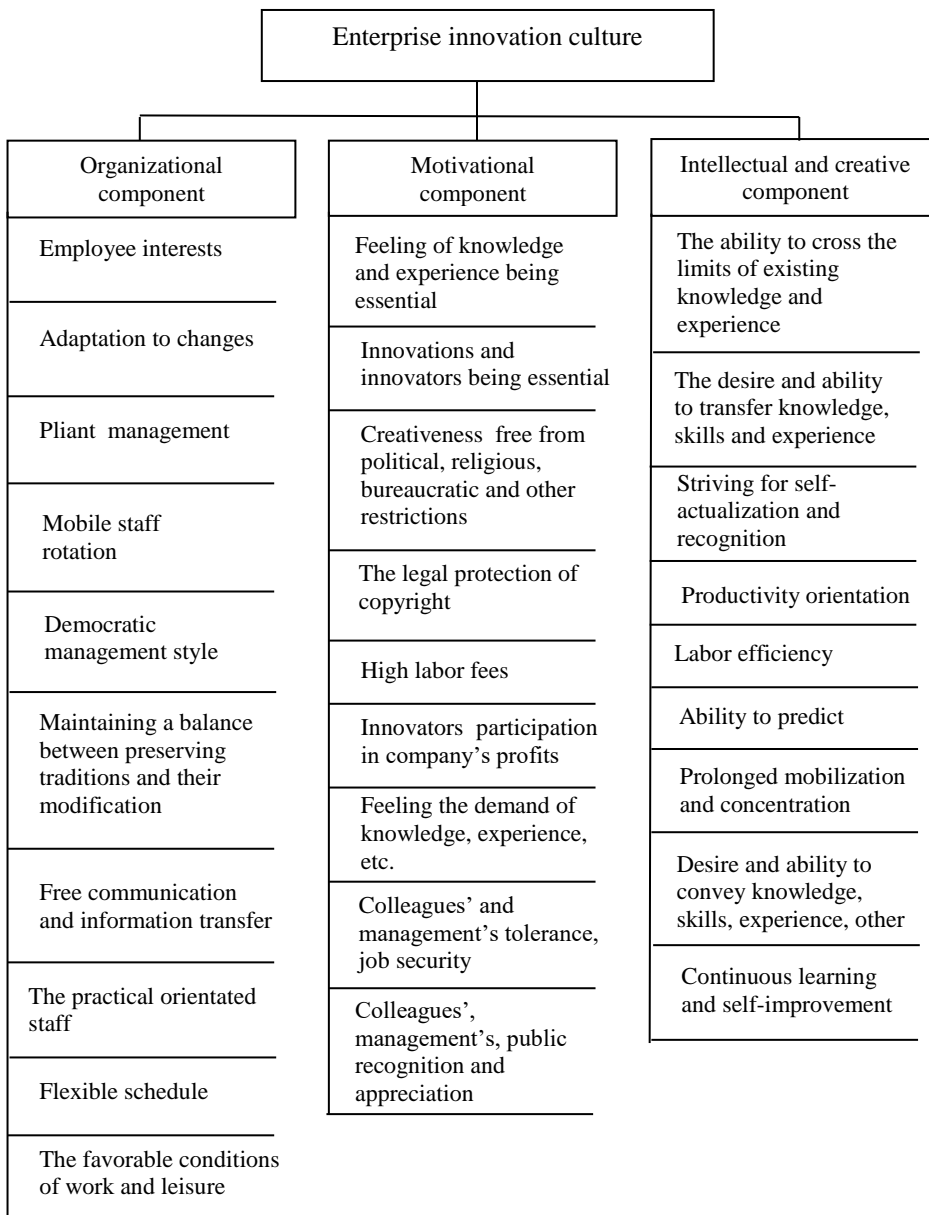 Enterprise innovation culture
Organizational
component
Employee interests
Adaptation to changes
Pliant management
Mobile staff
rotation
Democratic
management style
Maintaining a balance
between preserving
traditions and their
modification
Free communication
and information transfer
The practical orientated
staff
Flexible schedule
The favorable conditions
of work and leisure
Motivational
component
Feeling of knowledge
and experience being
essential
Innovations and
innovators being essential
Creativeness free from
political, religious,
bureaucratic and other
restrictions
The legal protection of
copyright
High labor fees
Innovators participation
in company’s profits
Feeling the demand of
knowledge, experience,
etc.
Colleagues’ and
management’s tolerance,
job security
Colleagues’,
management’s, public
recognition and
appreciation
Intellectual and creative
component
The ability to cross the
limits of existing
knowledge and
experience
The desire and ability
to transfer knowledge,
skills and experience
Striving for self-
actualization and
recognition
Productivity orientation
Labor efficiency
Ability to predict
Prolonged mobilization
and concentration
Desire and ability to
convey knowledge,
skills, experience, other
Continuous learning
and self-improvement